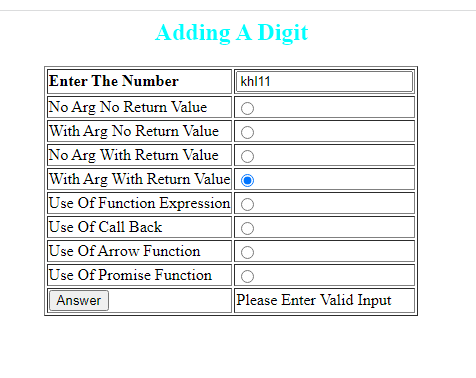 Adding A Digit
Enter The Number khl11
No Arg No Return Value
With Arg No Return Value
No Arg With Return Value
With Arg With Return Value
Use Of Function Expression
Use Of Call Back
Use Of Arrow Function
Use Of Promise Function
Answer Please Enter Valid Input